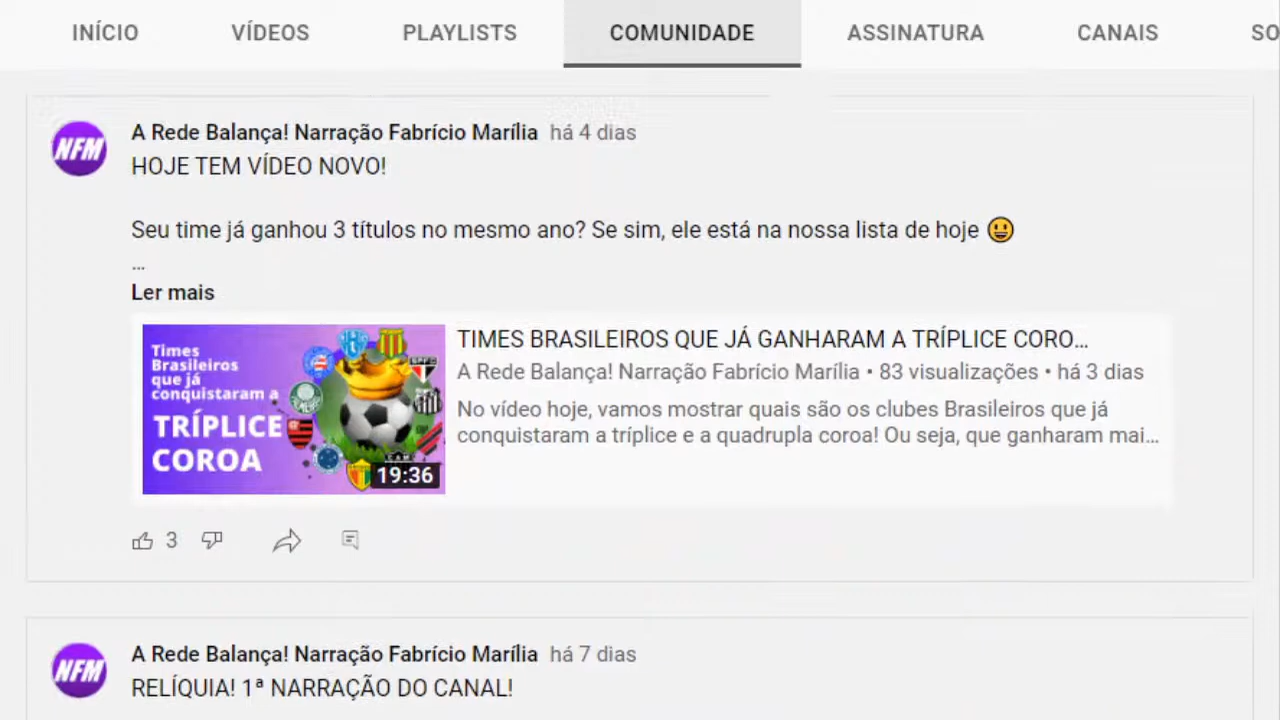 INÍCIO VÍDEOS PLAYLISTS COMUNIDADE ASSINATURA CANAIS SO
NFM
A Rede Balança! Narração Fabrício Marília há 4 dias
HOJE TEM VÍDEO NOVO!
Seu time já ganhou 3 títulos no mesmo ano? Se sim, ele está na nossa lista de hoje 😀
...
Ler mais
Times
Brasileiros
que já
conquistaram a
TRÍPLICE
COROA
SPFC
CAM
19:36
TIMES BRASILEIROS QUE JÁ GANHARAM A TRÍPLICE CORO...
A Rede Balança! Narração Fabrício Marília • 83 visualizações • há 3 dias
No vídeo hoje, vamos mostrar quais são os clubes Brasileiros que já
conquistaram a tríplice e a quadrupla coroa! Ou seja, que ganharam mai...
3
NFM
A Rede Balança! Narração Fabrício Marília há 7 dias
RELÍQUIA! 1ª NARRAÇÃO DO CANAL!